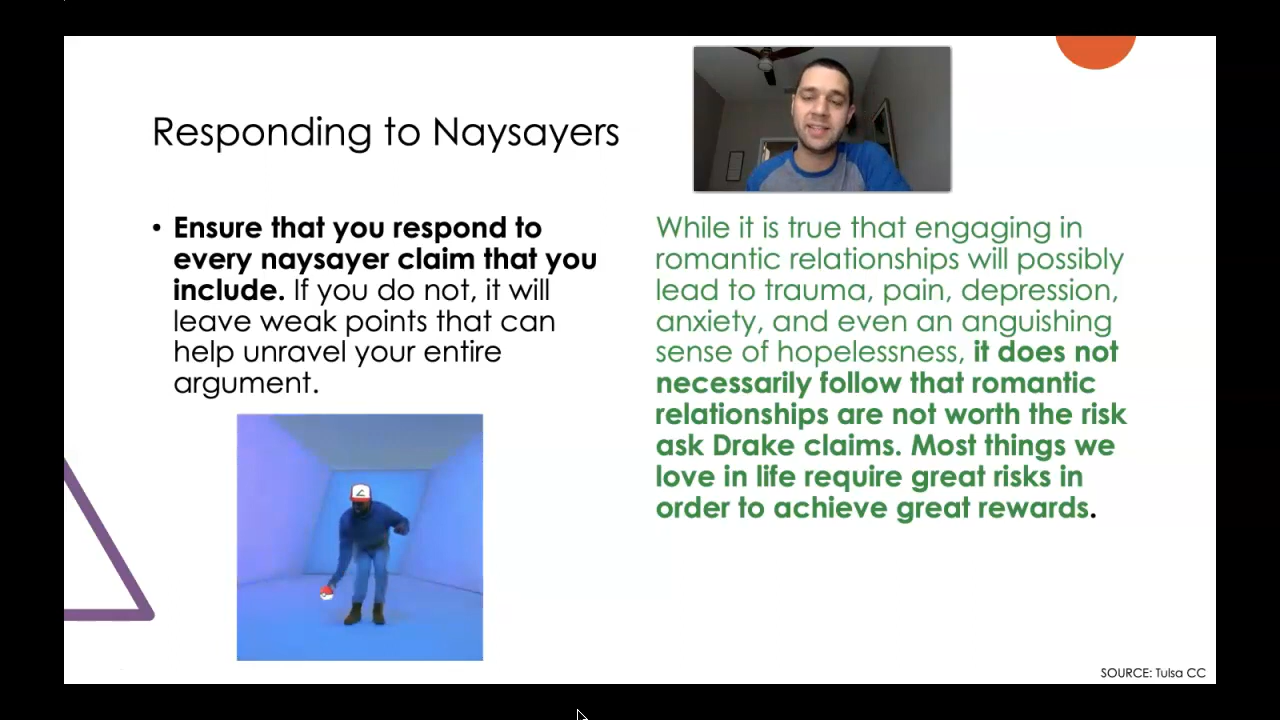 Responding to Naysayers
• Ensure that you respond to
every naysayer claim that you
include. If you do not, it will
leave weak points that can
help unravel your entire
argument.
While it is true that engaging in
romantic relationships will possibly
lead to trauma, pain, depression,
anxiety, and even an anguishing
sense of hopelessness, it does not
necessarily follow that romantic
relationships are not worth the risk
ask Drake claims. Most things we
love in life require great risks in
order to achieve great rewards.
SOURCE: Tulsa CC